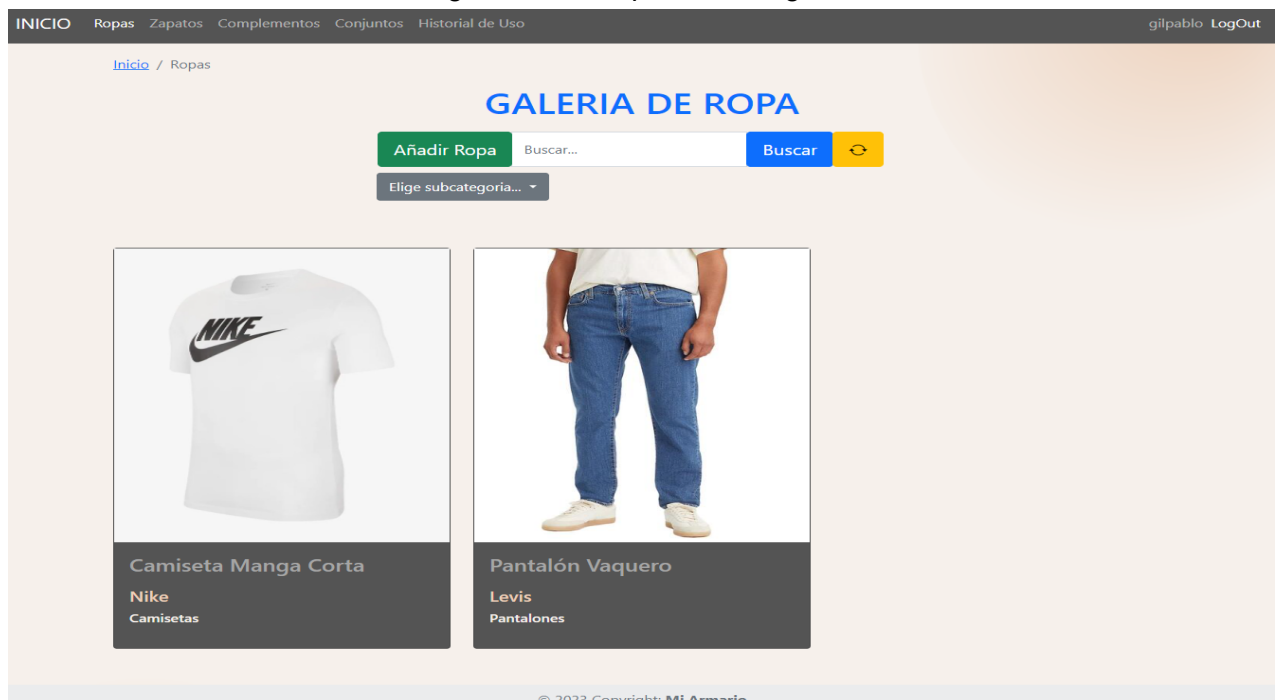 INICIO Ropas Zapatos Complementos Conjuntos Historial de Uso gilpablo LogOut
Inicio / Ropas
GALERIA DE ROPA
Añadir Ropa Buscar... Buscar
Elige subcategoria...
NIKE
Camiseta Manga Corta
Nike
Camisetas
Pantalón Vaquero
Levis
Pantalones
© 2023 Copyright: Mi Armario